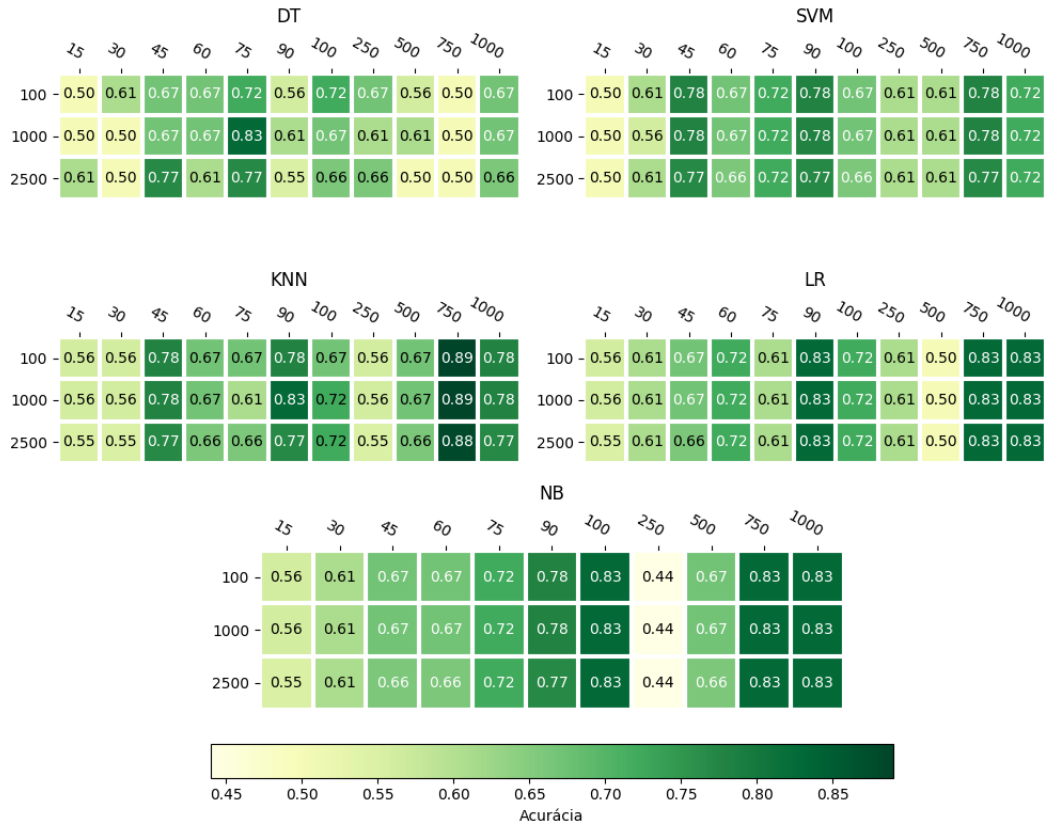 DT
15 30 45 60 75 90 100 250 500 750 1000
100 0.50 0.61 0.67 0.67 0.72 0.56 0.72 0.67 0.56 0.50 0.67
1000 0.50 0.50 0.67 0.67 0.83 0.61 0.67 0.61 0.61 0.50 0.67
2500 0.61 0.50 0.77 0.61 0.77 0.55 0.66 0.66 0.50 0.50 0.66
SVM
15 30 45 60 75 90 100 250 500 750 1000
100 0.50 0.61 0.78 0.67 0.72 0.78 0.67 0.61 0.61 0.78 0.72
1000 0.50 0.56 0.78 0.67 0.72 0.78 0.67 0.61 0.61 0.78 0.72
2500 0.50 0.61 0.77 0.66 0.72 0.77 0.66 0.61 0.61 0.77 0.72
KNN
15 30 45 60 75 90 100 250 500 750 1000
100 0.56 0.56 0.78 0.67 0.67 0.78 0.67 0.56 0.67 0.89 0.78
1000 0.56 0.56 0.78 0.67 0.61 0.83 0.72 0.56 0.67 0.89 0.78
2500 0.55 0.55 0.77 0.66 0.66 0.77 0.72 0.55 0.66 0.88 0.77
LR
15 30 45 60 75 90 100 250 500 750 1000
100 0.56 0.61 0.67 0.72 0.61 0.83 0.72 0.61 0.50 0.83 0.83
1000 0.56 0.61 0.67 0.72 0.61 0.83 0.72 0.61 0.50 0.83 0.83
2500 0.55 0.61 0.66 0.72 0.61 0.83 0.72 0.61 0.50 0.83 0.83
NB
15 30 45 60 75 90 100 250 500 750 1000
100 0.56 0.61 0.67 0.67 0.72 0.78 0.83 0.44 0.67 0.83 0.83
1000 0.56 0.61 0.67 0.67 0.72 0.78 0.83 0.44 0.67 0.83 0.83
2500 0.55 0.61 0.66 0.66 0.72 0.77 0.83 0.44 0.66 0.83 0.83
0.45 0.50 0.55 0.60 0.65 0.70 0.75 0.80 0.85
Acurácia